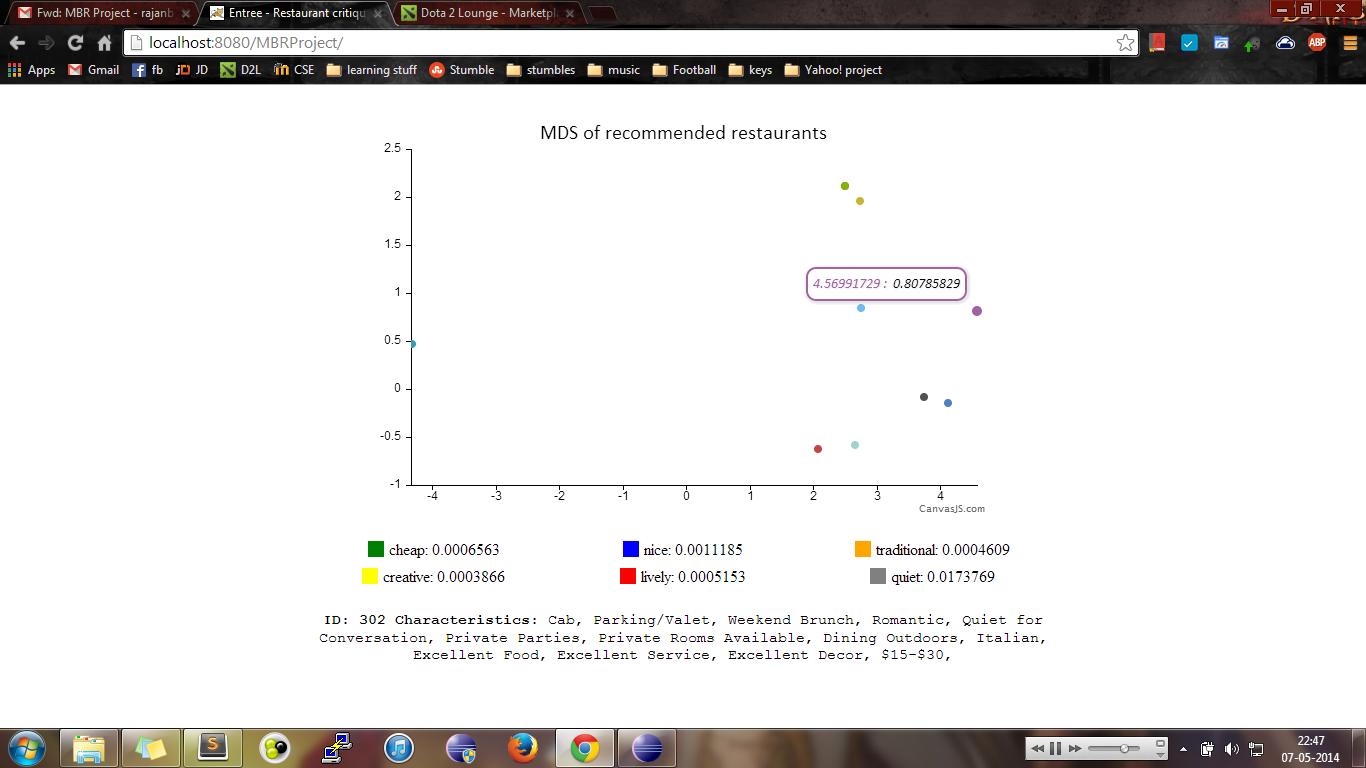 Fwd: MBR Project - rajanb
Entree - Restaurant critiqu
Dota 2 Lounge - Marketpl
localhost:8080/MBRProject/
ABP
Apps Gmail fb JD D2L CSE learning stuff Stumble stumbles music Football keys Yahoo! project
MDS of recommended restaurants
2.5
2
1.5
1
0.5
0
-0.5
-1
4.56991729 : 0.80785829
-4 -3 -2 -1 0 1 2 3 4
CanvasJS.com
cheap: 0.0006563 nice: 0.0011185 traditional: 0.0004609
creative: 0.0003866 lively: 0.0005153 quiet: 0.0173769
ID: 302 Characteristics: Cab, Parking/Valet, Weekend Brunch, Romantic, Quiet for
Conversation, Private Parties, Private Rooms Available, Dining Outdoors, Italian,
Excellent Food, Excellent Service, Excellent Decor, $15-$30,
22:47
07-05-2014